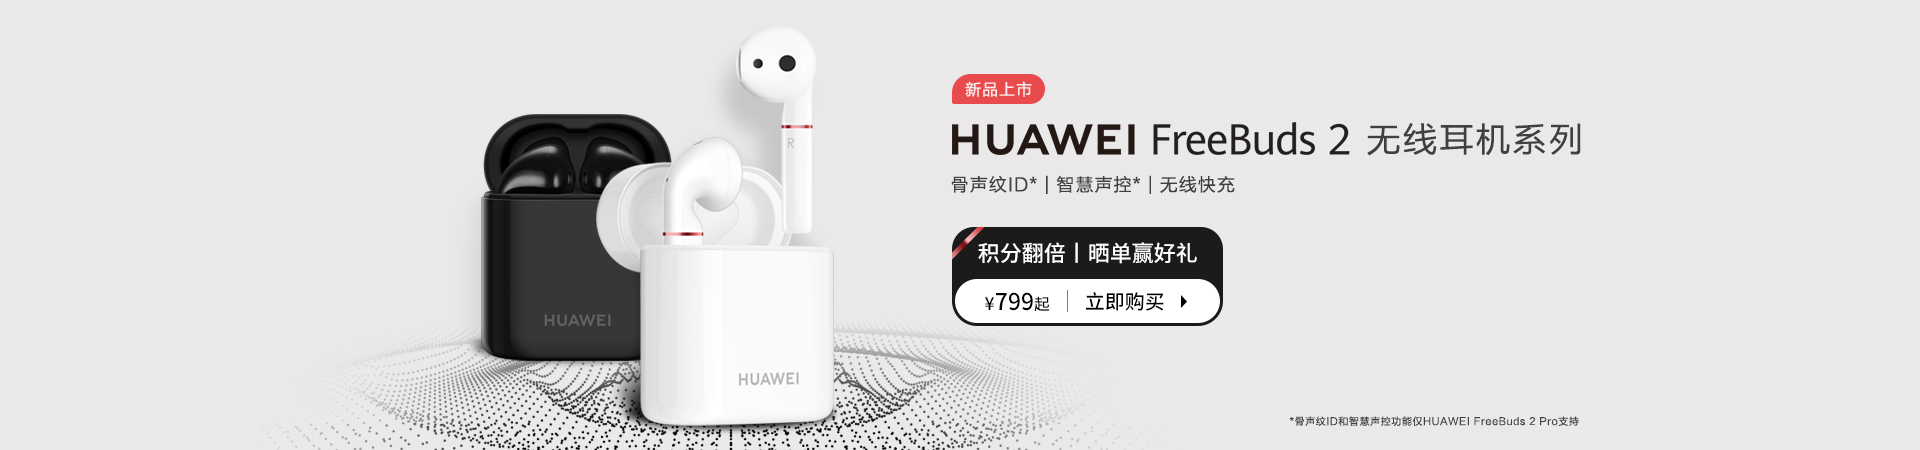 新品上市
HUAWEI FreeBuds 2 无线耳机系列
骨声纹ID* | 智慧声控* | 无线快充
积分翻倍 | 晒单赢好礼
¥799起 | 立即购买
R
HUAWEI
HUAWEI
*骨声纹ID和智慧声控功能仅HUAWEI FreeBuds 2 Pro支持